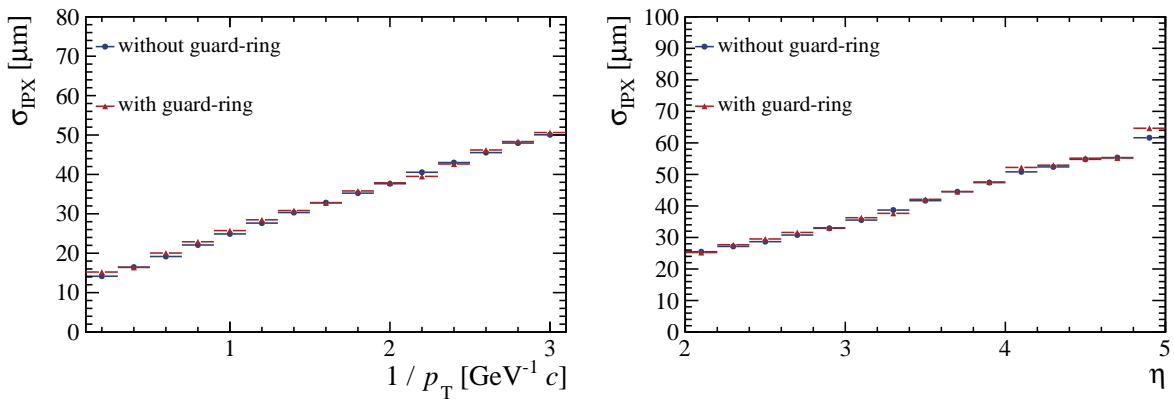 σIPX [μm]
80
70
60
50
40
30
20
10
0
without guard-ring
with guard-ring
1 2 3
1 / pT [GeV-1 c]
σIPX [μm]
100
90
80
70
60
50
40
30
20
10
0
without guard-ring
with guard-ring
2 3 4 5
η